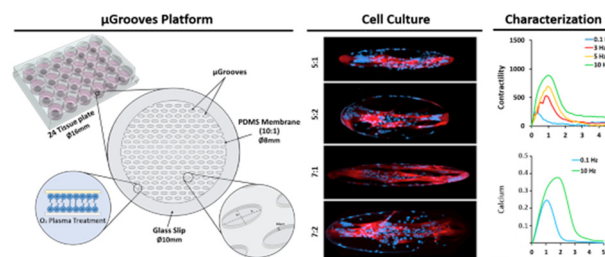 μGrooves Platform
Cell Culture
Characterization
24 Tissue plate
Ø16mm
μGrooves
PDMS Membrane
(10:1)
Ø8mm
O₂ Plasma Treatment
Glass Slip
Ø10mm
5:1
5:2
7:1
7:2
Contractility
1500
1000
500
0
0 1 2 3 4 5
0.1 Hz
3 Hz
5 Hz
10 Hz
Calcium
0.5
0.4
0.3
0.2
0.1
0
0 1 2 3 4 5
0.1 Hz
10 Hz